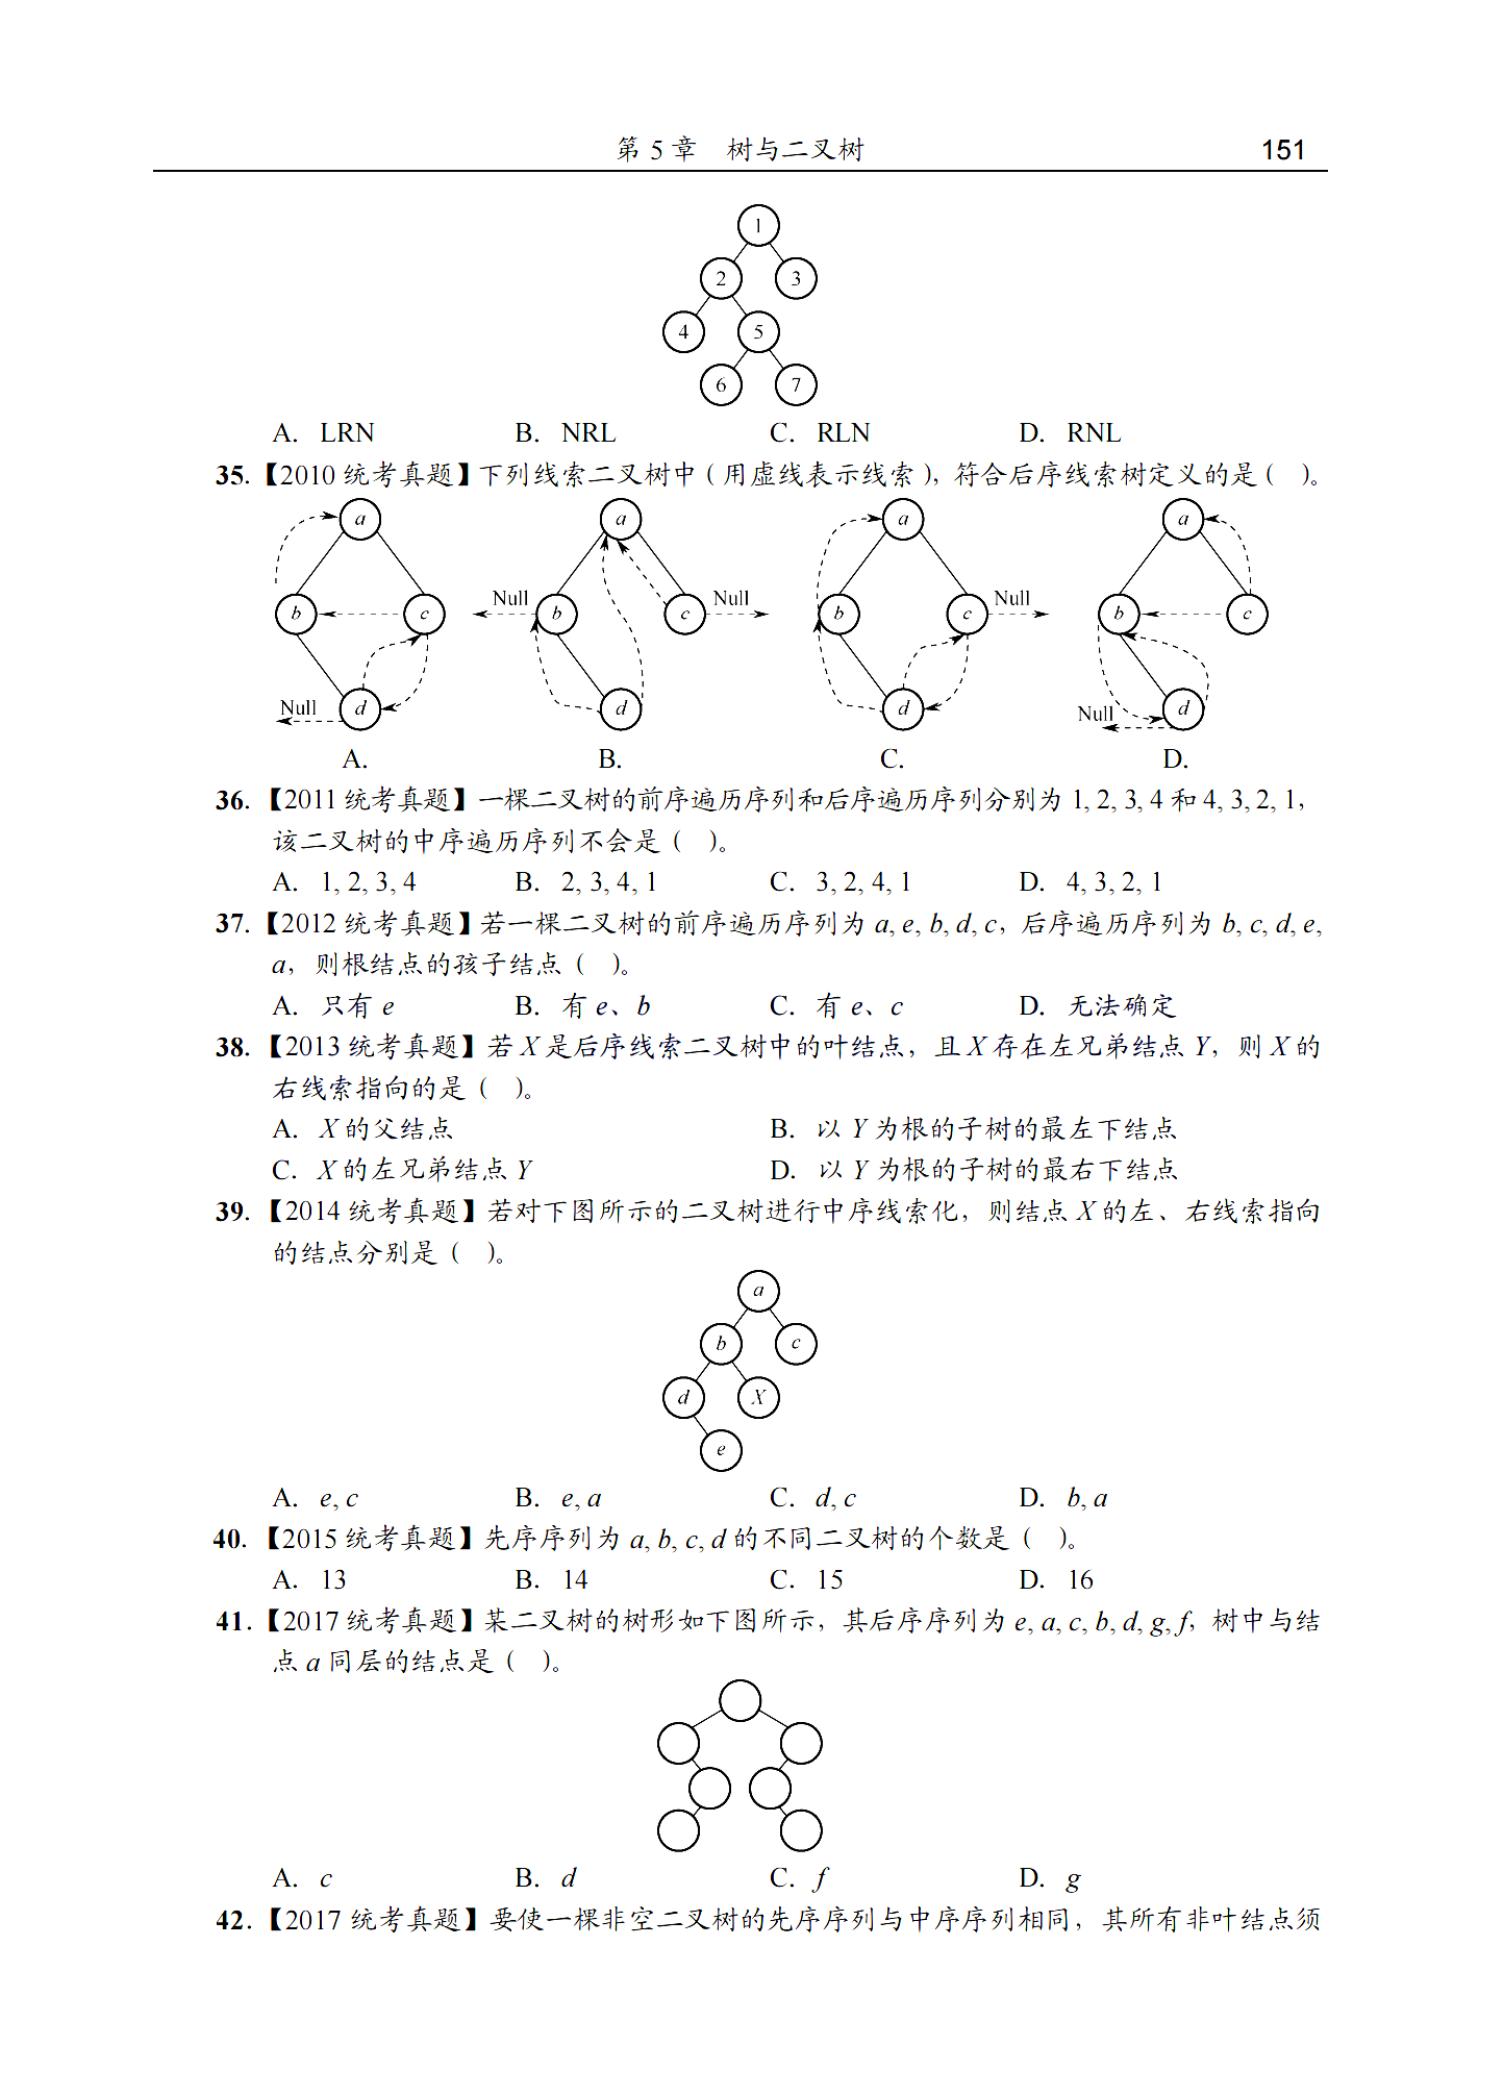 第 5 章 树与二叉树 151
1
2 3
4 5
6 7
A. LRN B. NRL C. RLN D. RNL
35.【2010 统考真题】下列线索二叉树中(用虚线表示线索),符合后序线索树定义的是( )。
a a a a
Null Null Null
b c b c b c b c
Null d d d Null d
A. B. C. D.
36.【2011 统考真题】一棵二叉树的前序遍历序列和后序遍历序列分别为 1, 2, 3, 4 和 4, 3, 2, 1,
该二叉树的中序遍历序列不会是( )。
A. 1, 2, 3, 4 B. 2, 3, 4, 1 C. 3, 2, 4, 1 D. 4, 3, 2, 1
37.【2012 统考真题】若一棵二叉树的前序遍历序列为 a, e, b, d, c,后序遍历序列为 b, c, d, e,
a,则根结点的孩子结点( )。
A. 只有 e B. 有 e、b C. 有 e、c D. 无法确定
38.【2013 统考真题】若 X 是后序线索二叉树中的叶结点,且 X 存在左兄弟结点 Y,则 X 的
右线索指向的是( )。
A. X 的父结点 B. 以 Y 为根的子树的最左下结点
C. X 的左兄弟结点 Y D. 以 Y 为根的子树的最右下结点
39.【2014 统考真题】若对下图所示的二叉树进行中序线索化,则结点 X 的左、右线索指向
的结点分别是( )。
a
b c
d X
e
A. e, c B. e, a C. d, c D. b, a
40.【2015 统考真题】先序序列为 a, b, c, d 的不同二叉树的个数是( )。
A. 13 B. 14 C. 15 D. 16
41.【2017 统考真题】某二叉树的树形如下图所示,其后序序列为 e, a, c, b, d, g, f,树中与结
点 a 同层的结点是( )。
A. c B. d C. f D. g
42.【2017 统考真题】要使一棵非空二叉树的先序序列与中序序列相同,其所有非叶结点须